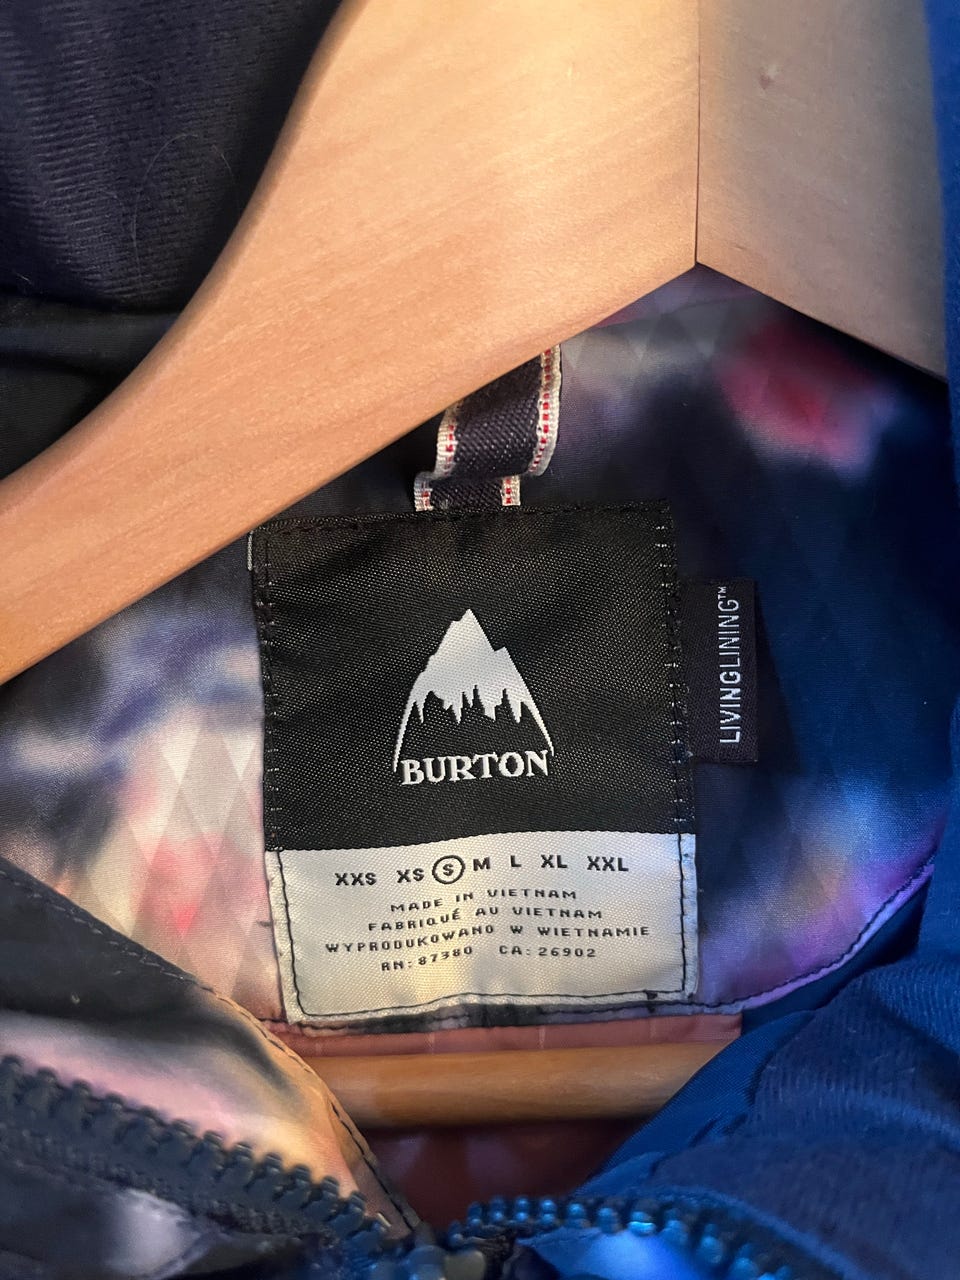 BURTON
LIVINGLINING™
XXS XS S M L XL XXL
MADE IN VIETNAM
FABRIQUÉ AU VIETNAM
WYPRODUKOWANO W WIETNAMIE
RN: 87380 CA: 26902